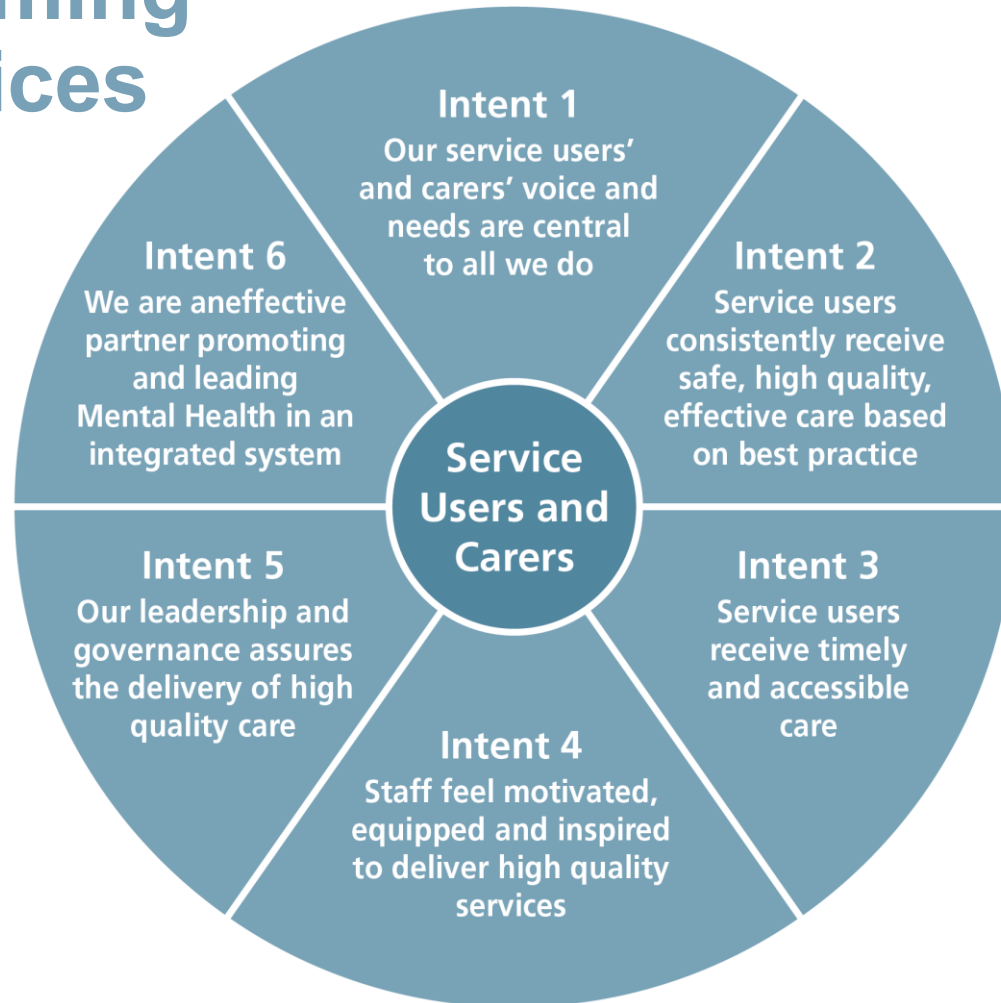 ices
Intent 1
Our service users’
and carers’ voice and
needs are central
to all we do
Intent 2
Service users
consistently receive
safe, high quality,
effective care based
on best practice
Intent 3
Service users
receive timely
and accessible
care
Intent 4
Staff feel motivated,
equipped and inspired
to deliver high quality
services
Intent 5
Our leadership and
governance assures
the delivery of high
quality care
Intent 6
We are aneffective
partner promoting
and leading
Mental Health in an
integrated system
Service
Users and
Carers